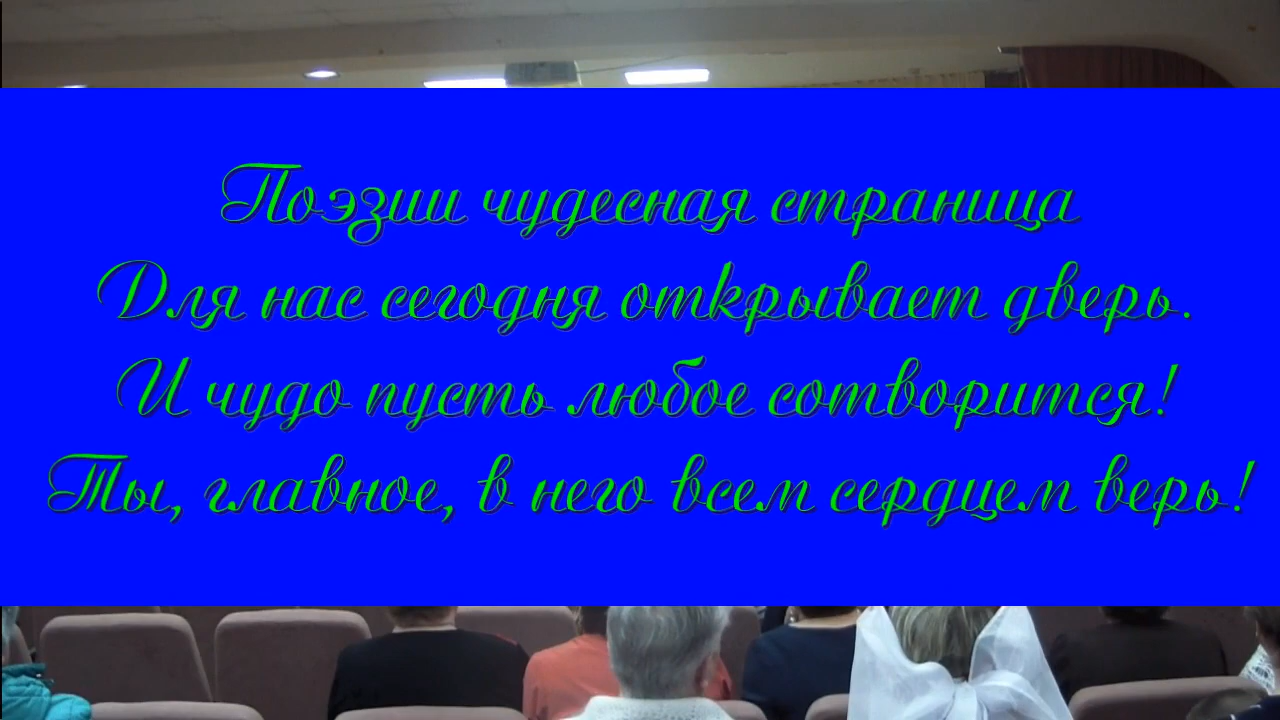 Поэзии чудесная страница
Для нас сегодня открывает дверь.
И чудо пусть любое сотворится!
Ты, главное, в него всем сердцем верь!